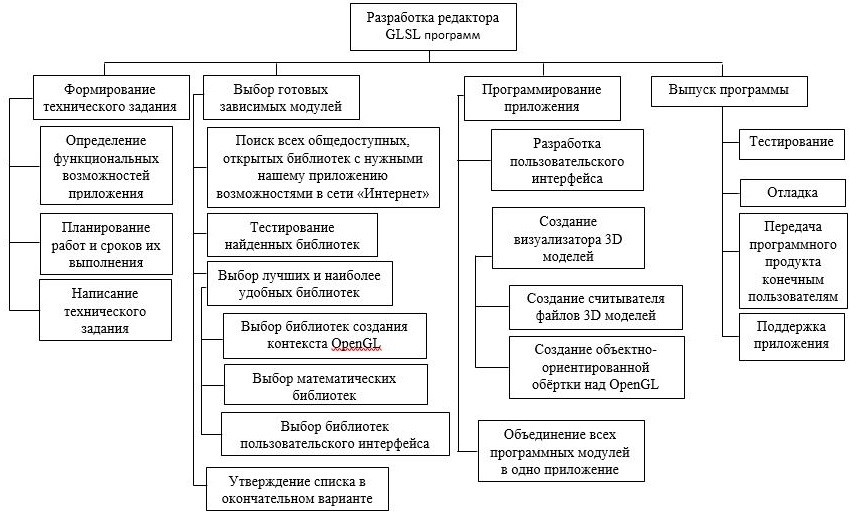 Разработка редактора
GLSL программ
Формирование
технического задания
Определение
функциональных
возможностей
приложения
Планирование
работ и сроков их
выполнения
Написание
технического
задания
Выбор готовых
зависимых модулей
Поиск всех общедоступных,
открытых библиотек с нужными
нашему приложению
возможностями в сети «Интернет»
Тестирование
найденных библиотек
Выбор лучших и наиболее
удобных библиотек
Выбор библиотек создания
контекста OpenGL
Выбор математических
библиотек
Выбор библиотек
пользовательского интерфейса
Утверждение списка в
окончательном варианте
Программирование
приложения
Разработка
пользовательского
интерфейса
Создание
визуализатора 3D
моделей
Создание считывателя
файлов 3D моделей
Создание объектно-
ориентированной
обёртки над OpenGL
Объединение всех
программных модулей
в одно приложение
Выпуск программы
Тестирование
Отладка
Передача
программного
продукта
конечным
пользователям
Поддержка
приложения